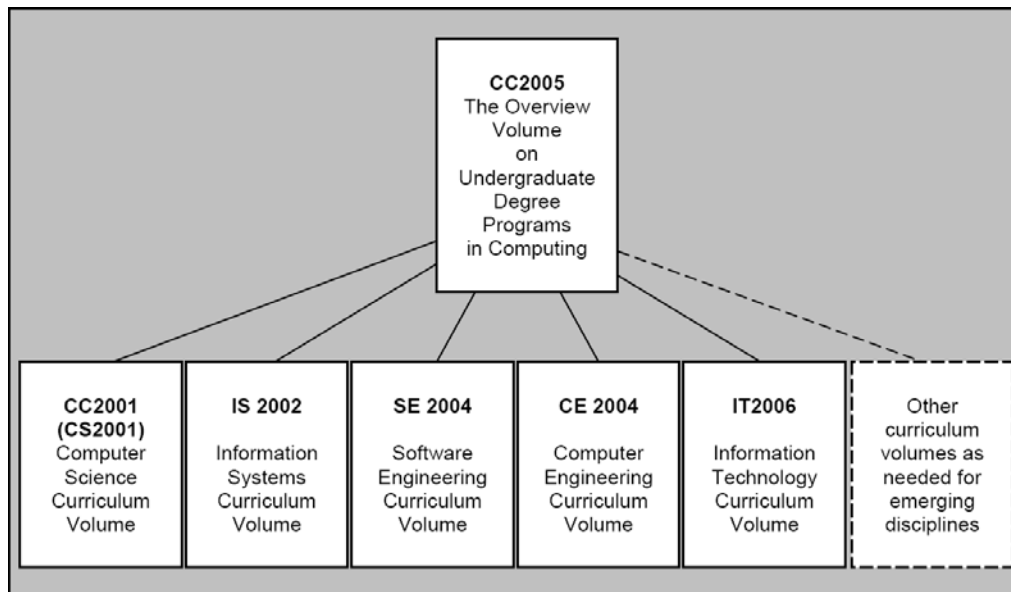 CC2005
The Overview
Volume
on
Undergraduate
Degree
Programs
in Computing
CC2001
(CS2001)
Computer
Science
Curriculum
Volume
IS 2002
Information
Systems
Curriculum
Volume
SE 2004
Software
Engineering
Curriculum
Volume
CE 2004
Computer
Engineering
Curriculum
Volume
IT2006
Information
Technology
Curriculum
Volume
Other
curriculum
volumes as
needed for
emerging
disciplines